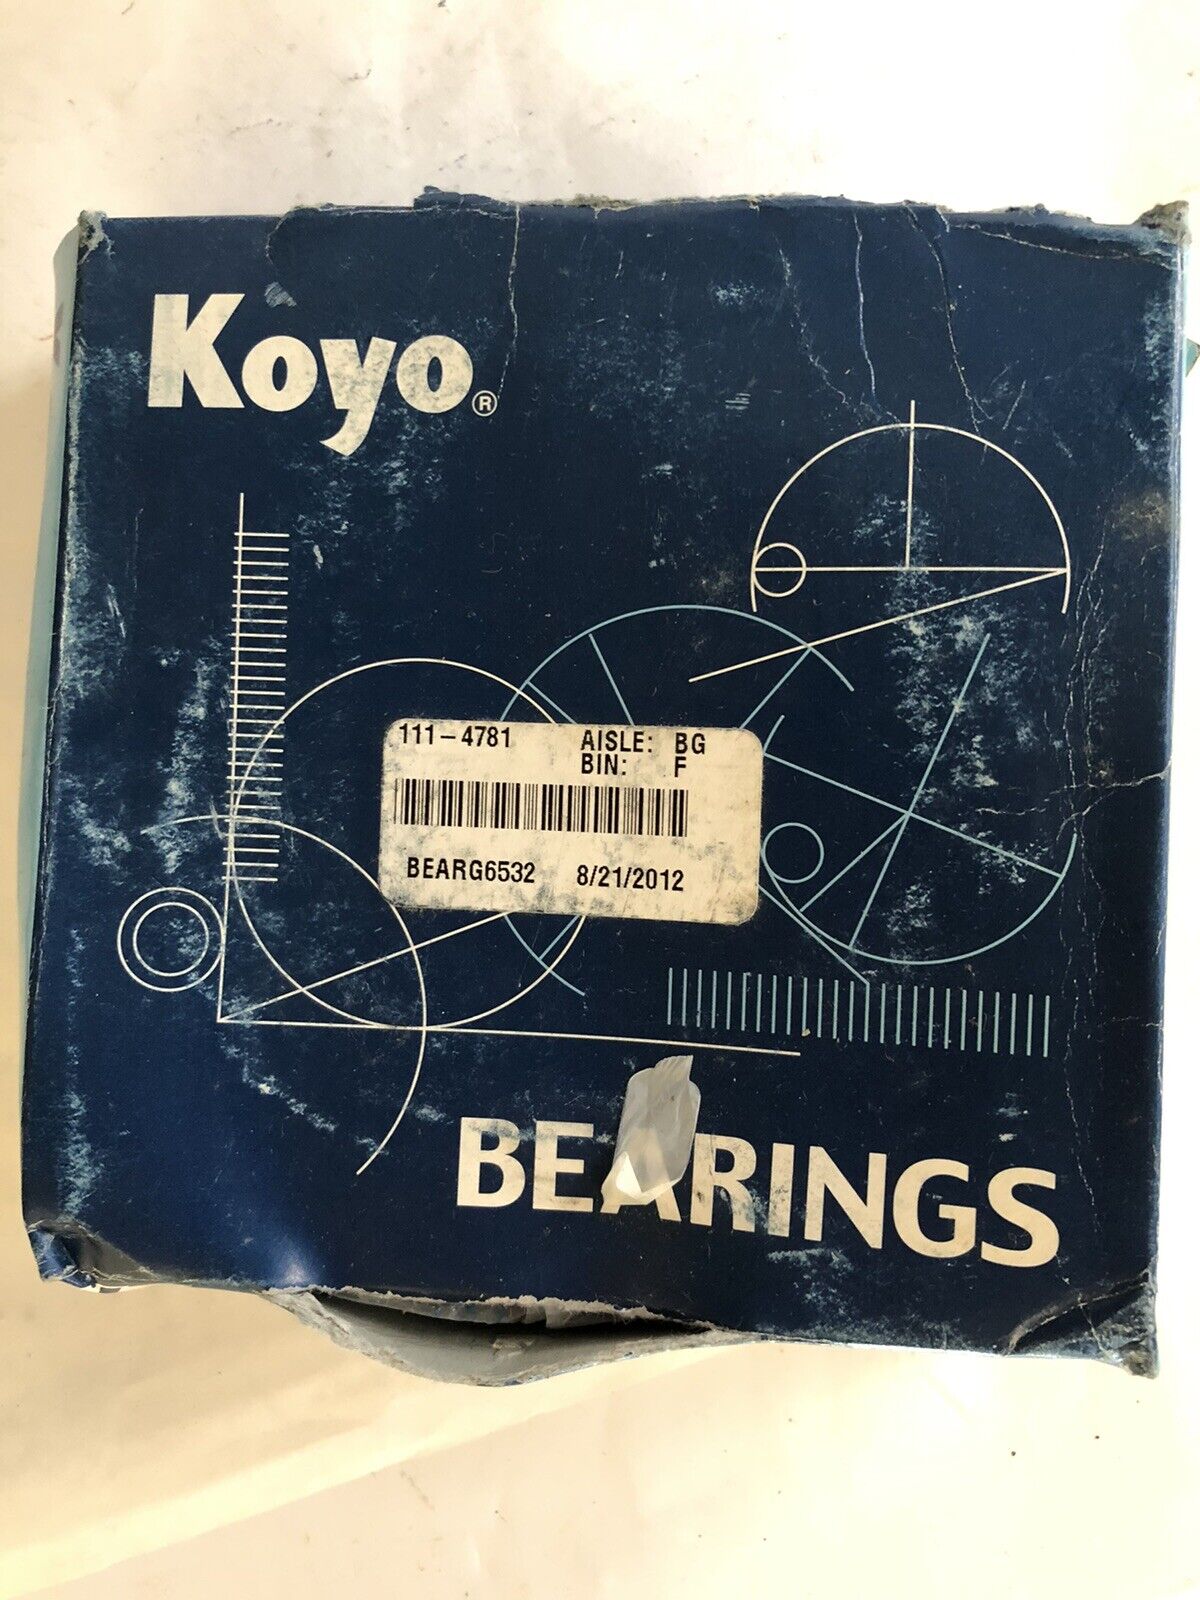 Koyo®
111-4781 AISLE: BG
BIN: F
BEARG6532 8/21/2012
BEARINGS